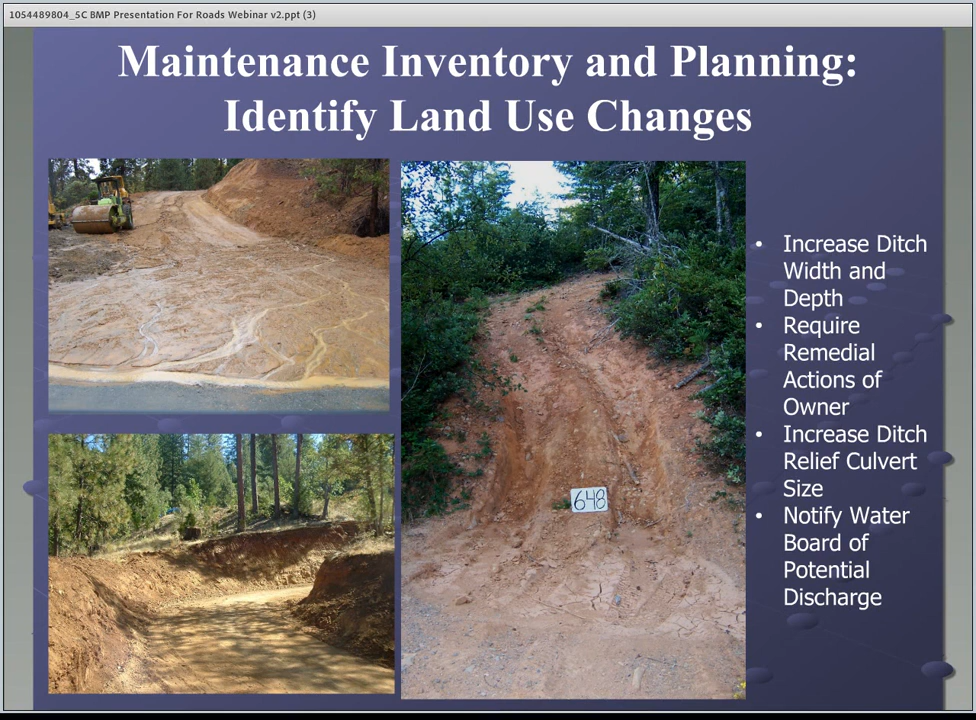 1054489804_5C BMP Presentation For Roads Webinar v2.ppt (3)
Maintenance Inventory and Planning:
Identify Land Use Changes
648
• Increase Ditch
Width and
Depth
• Require
Remedial
Actions of
Owner
• Increase Ditch
Relief Culvert
Size
• Notify Water
Board of
Potential
Discharge